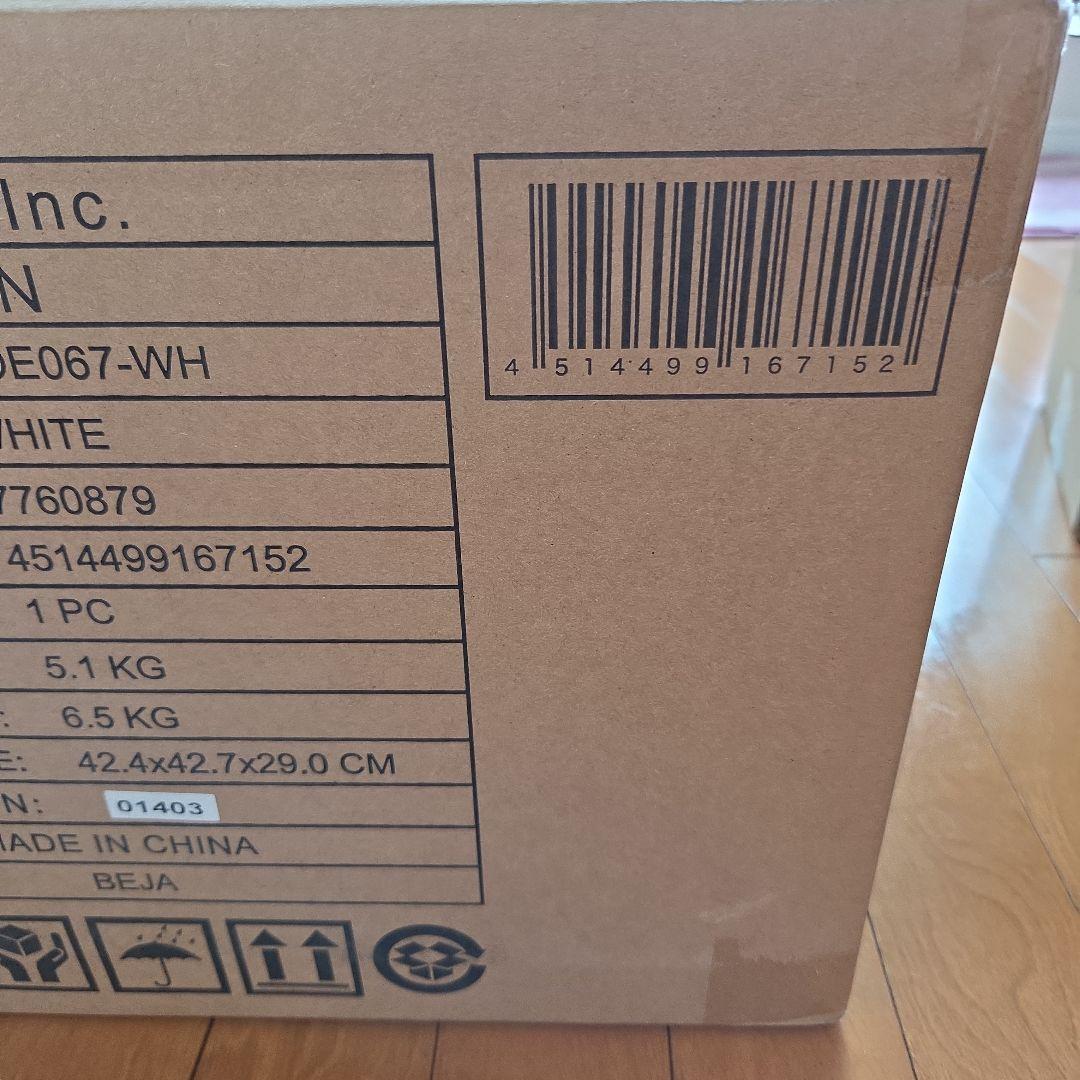 Inc.
N
DE067-WH
WHITE
7760879
4514499167152
1 PC
5.1 KG
: 6.5 KG
E: 42.4x42.7x29.0 CM
N: 01403
MADE IN CHINA
BEJA
4 514499 167152